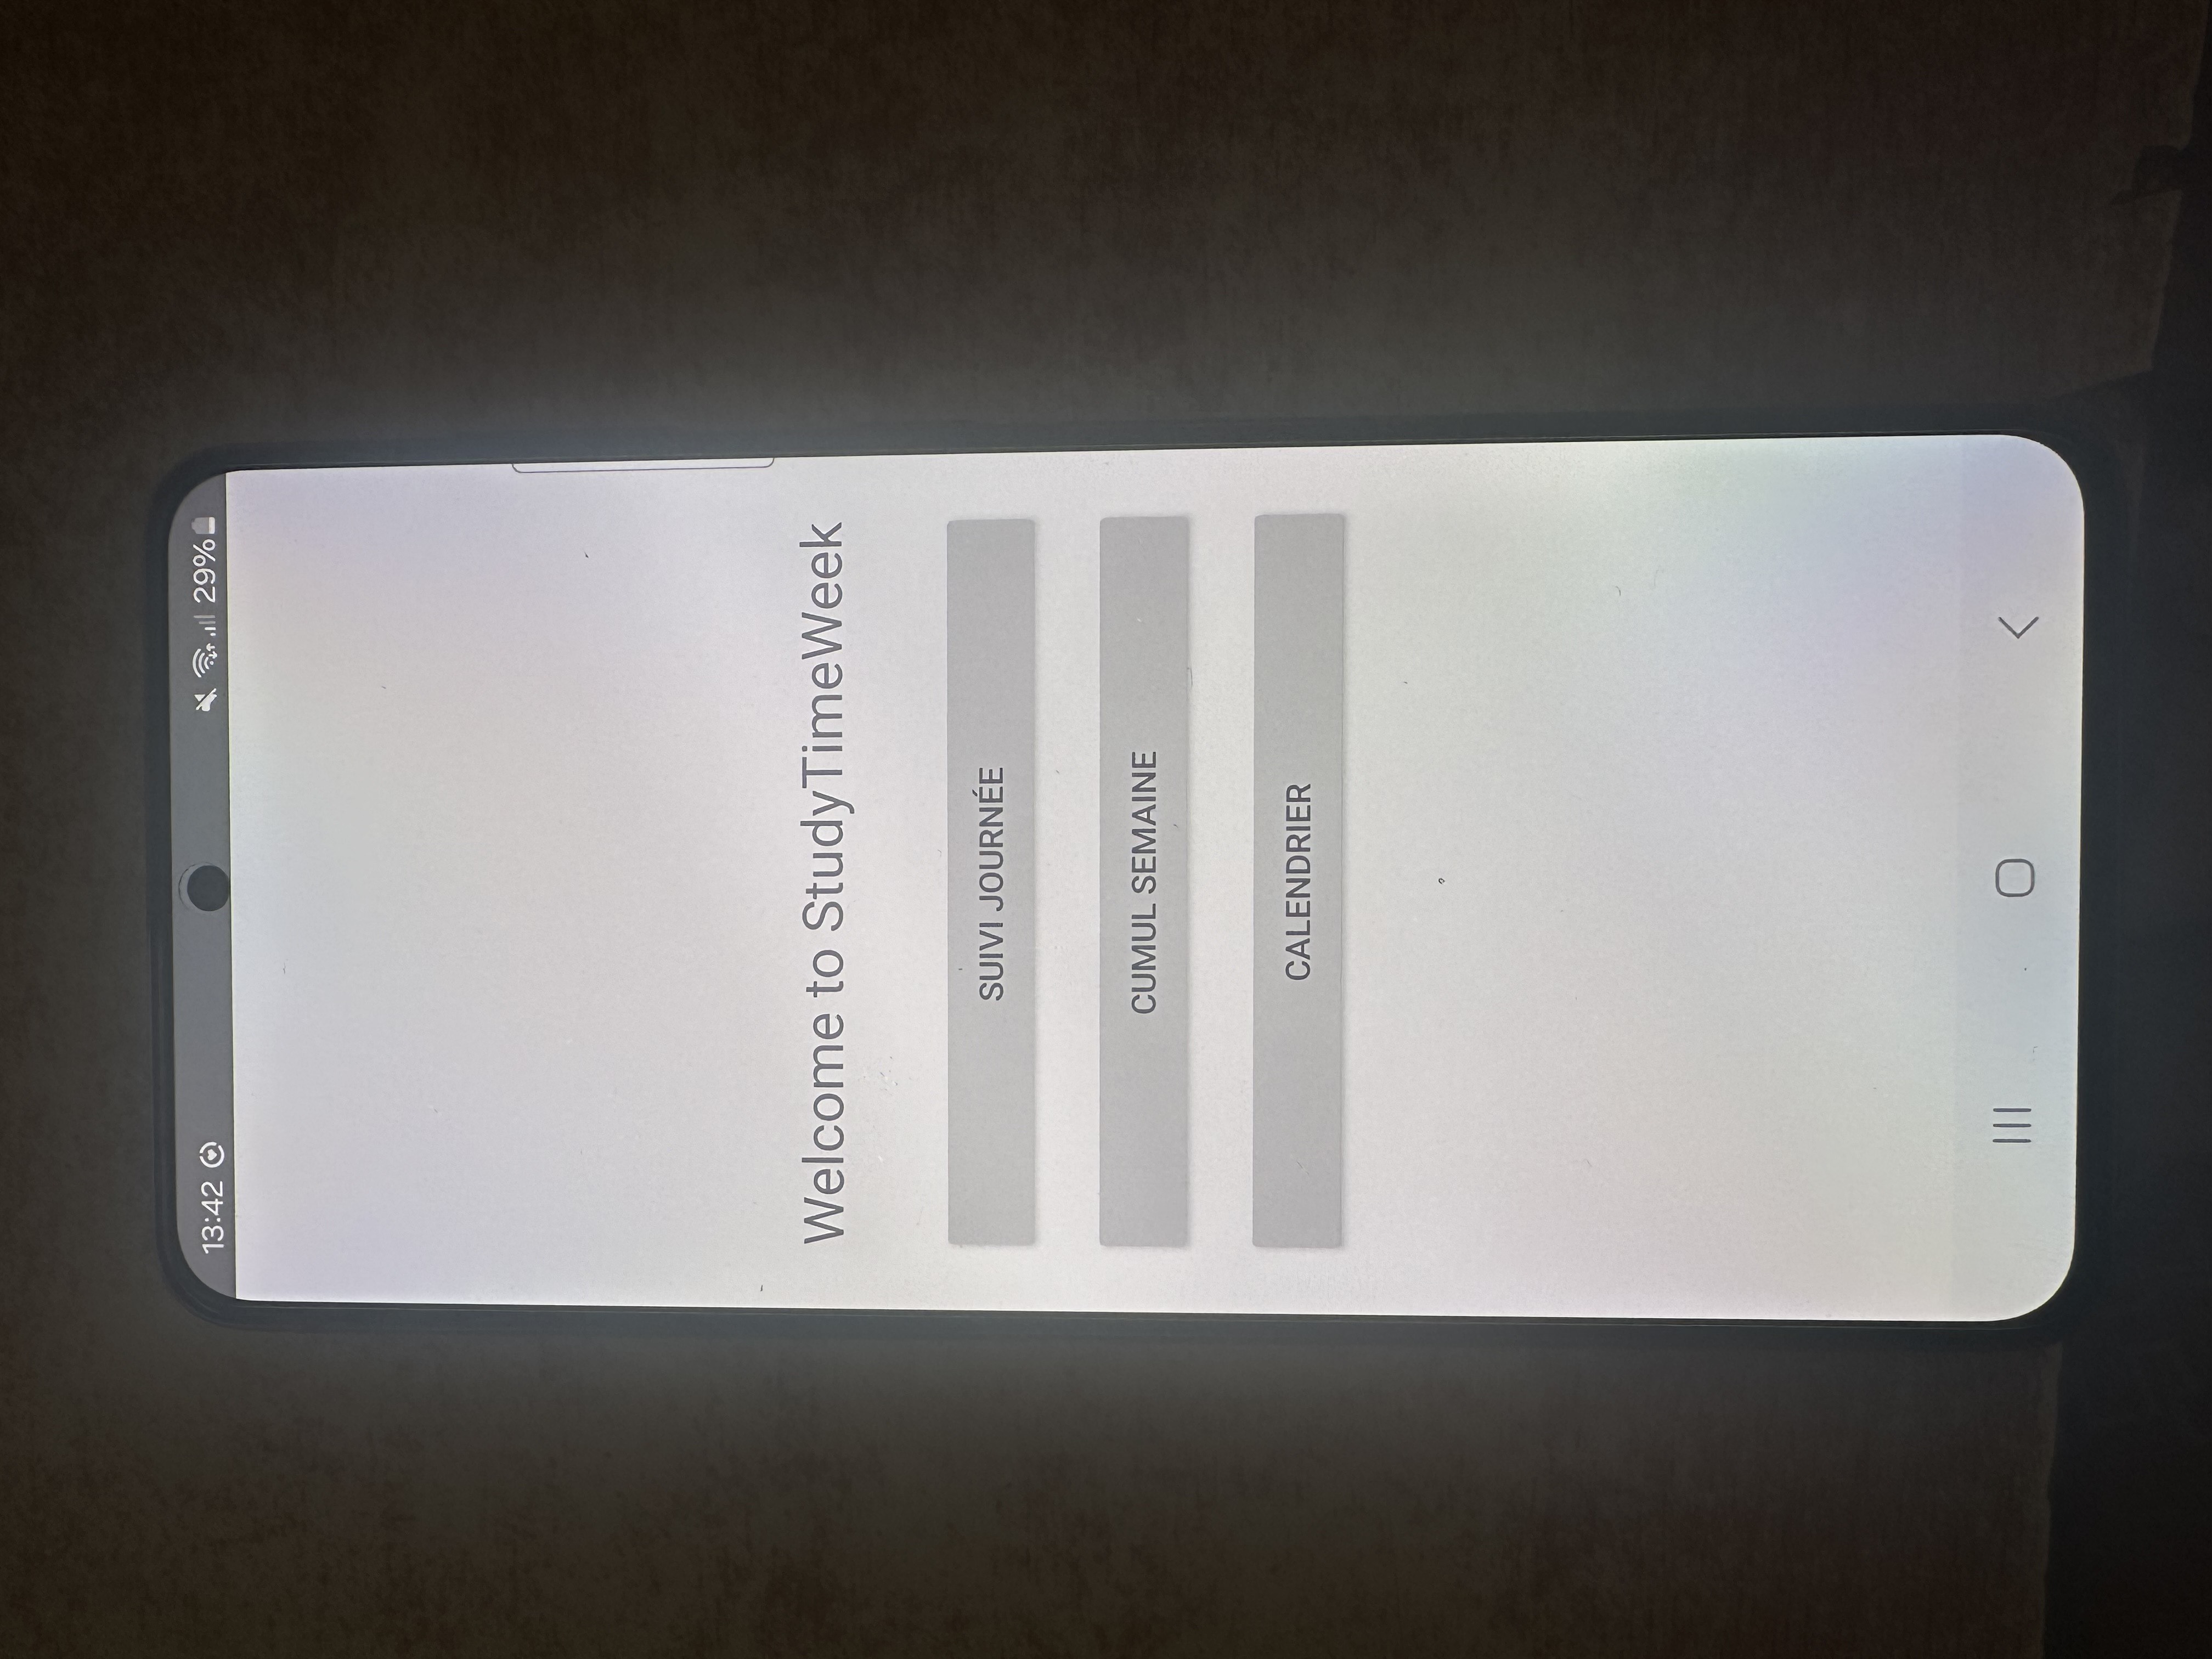 13:42 29%
Welcome to StudyTimeWeek
SUIVI JOURNÉE
CUMUL SEMAINE
CALENDRIER